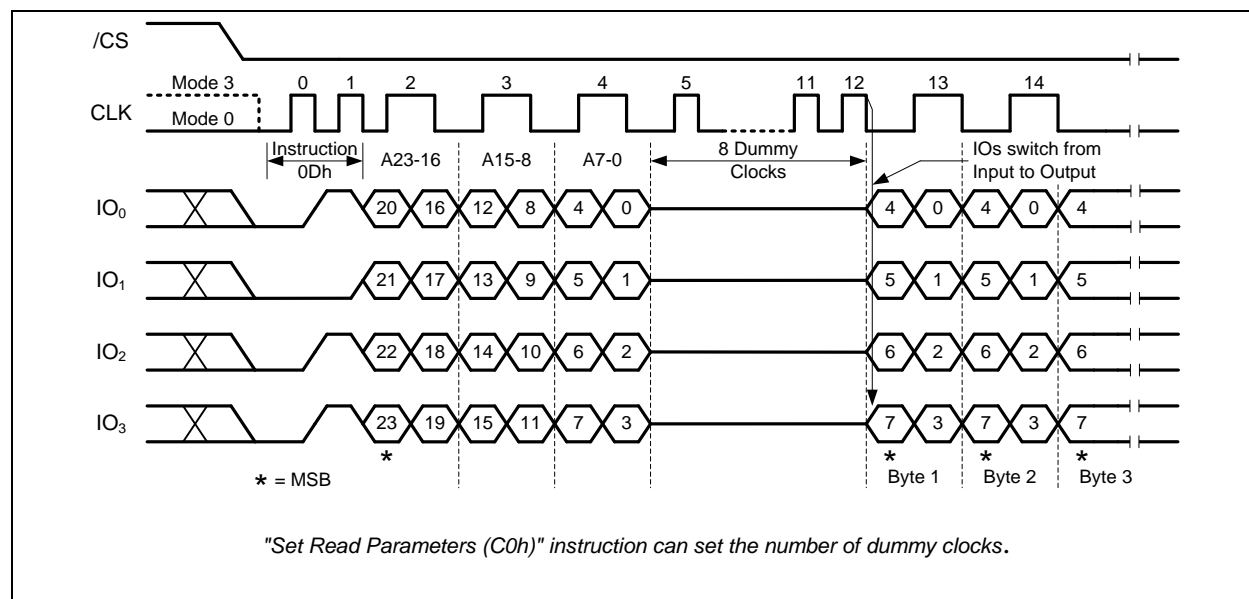 /CS
Mode 3 0 1 2 3 4 5 11 12 13 14
CLK Mode 0
Instruction A23-16 A15-8 A7-0 8 Dummy IOs switch from
0Dh Clocks Input to Output
IO0 20 16 12 8 4 0 4 0 4 0 4
IO1 21 17 13 9 5 1 5 1 5 1 5
IO2 22 18 14 10 6 2 6 2 6 2 6
IO3 23 19 15 11 7 3 7 3 7 3 7
* * * *
* = MSB Byte 1 Byte 2 Byte 3
"Set Read Parameters (C0h)" instruction can set the number of dummy clocks.